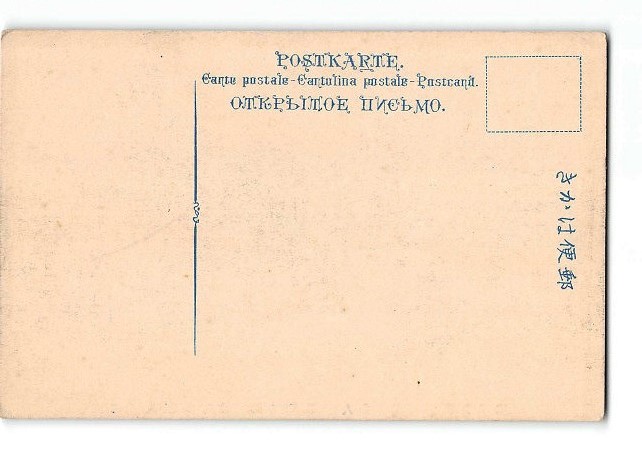 POSTKARTE.
Carte postale-Cartolina postale-Postcard.
ОТКРЫТОЕ ПИСЬМО.
きかは便郵